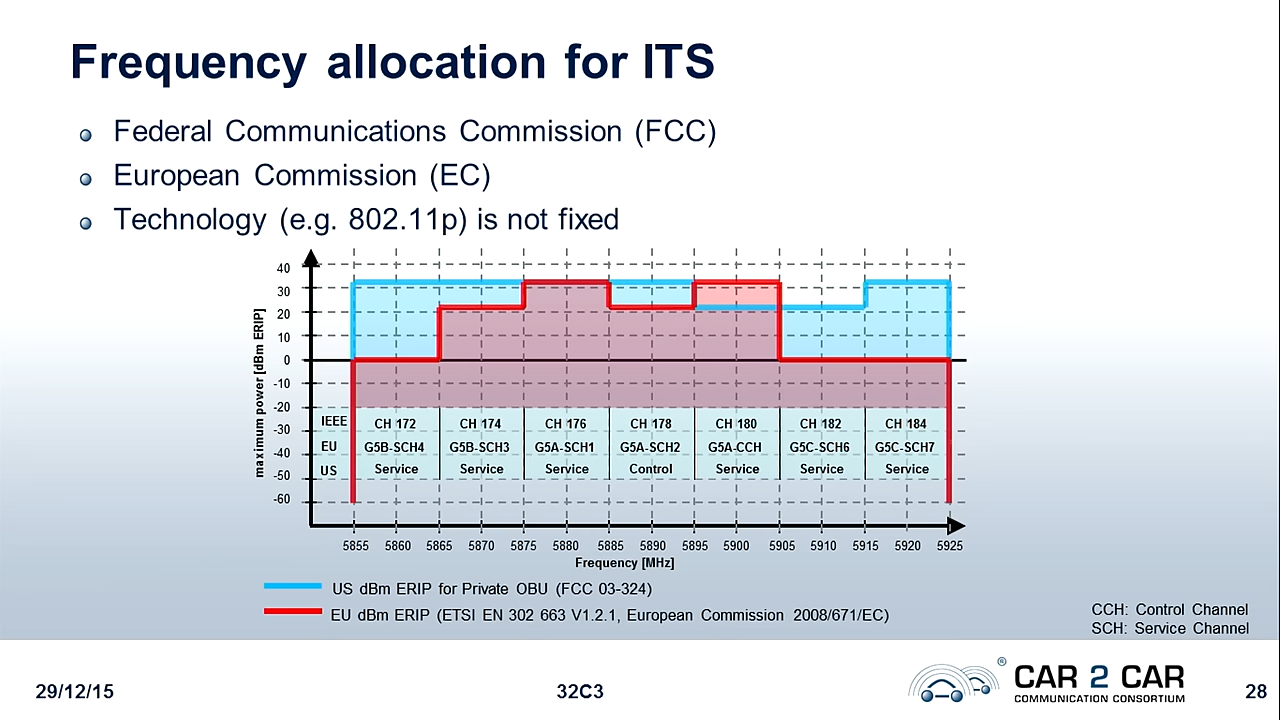 Frequency allocation for ITS
Federal Communications Commission (FCC)
European Commission (EC)
Technology (e.g. 802.11p) is not fixed
maximum power [dBm ERIP]
40
30
20
10
0
-10
-20
-30
-40
-50
-60
IEEE CH 172 CH 174 CH 176 CH 178 CH 180 CH 182 CH 184
EU G5B-SCH4 G5B-SCH3 G5A-SCH1 G5A-SCH2 G5A-CCH G5C-SCH6 G5C-SCH7
US Service Service Service Control Service Service Service
5855 5860 5865 5870 5875 5880 5885 5890 5895 5900 5905 5910 5915 5920 5925
Frequency [MHz]
US dBm ERIP for Private OBU (FCC 03-324)
EU dBm ERIP (ETSI EN 302 663 V1.2.1, European Commission 2008/671/EC)
CCH: Control Channel
SCH: Service Channel
29/12/15
32C3
® CAR 2 CAR
COMMUNICATION CONSORTIUM
28